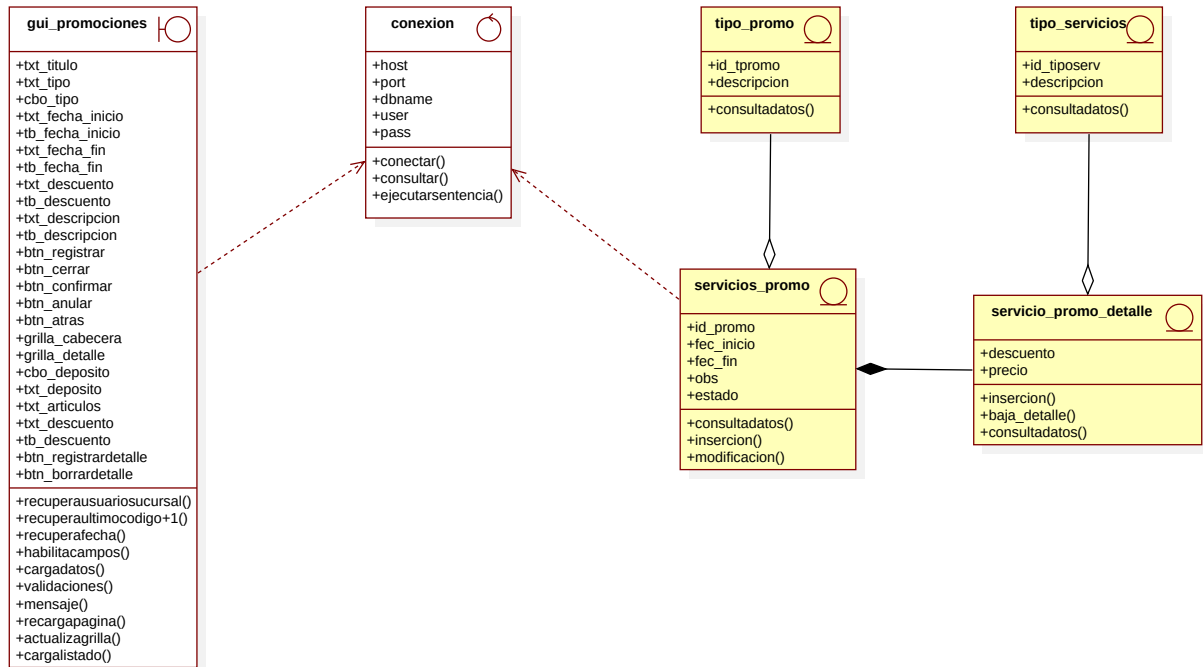 gui_promociones
+txt_titulo
+txt_tipo
+cbo_tipo
+txt_fecha_inicio
+tb_fecha_inicio
+txt_fecha_fin
+tb_fecha_fin
+txt_descuento
+tb_descuento
+txt_descripcion
+tb_descripcion
+btn_registrar
+btn_cerrar
+btn_confirmar
+btn_anular
+btn_atras
+grilla_cabecera
+grilla_detalle
+cbo_deposito
+txt_deposito
+txt_articulos
+txt_descuento
+tb_descuento
+btn_registrardetalle
+btn_borrardetalle
+recuperausuariosucursal()
+recuperaultimocodigo+1()
+recuperafecha()
+habilitacampos()
+cargadatos()
+validaciones()
+mensaje()
+recargapagina()
+actualizagrilla()
+cargalistado()
conexion
+host
+port
+dbname
+user
+pass
+conectar()
+consultar()
+ejecutarsentencia()
tipo_promo
+id_tpromo
+descripcion
+consultadatos()
tipo_servicios
+id_tiposerv
+descripcion
+consultadatos()
servicios_promo
+id_promo
+fec_inicio
+fec_fin
+obs
+estado
+consultadatos()
+insercion()
+modificacion()
servicio_promo_detalle
+descuento
+precio
+insercion()
+baja_detalle()
+consultadatos()